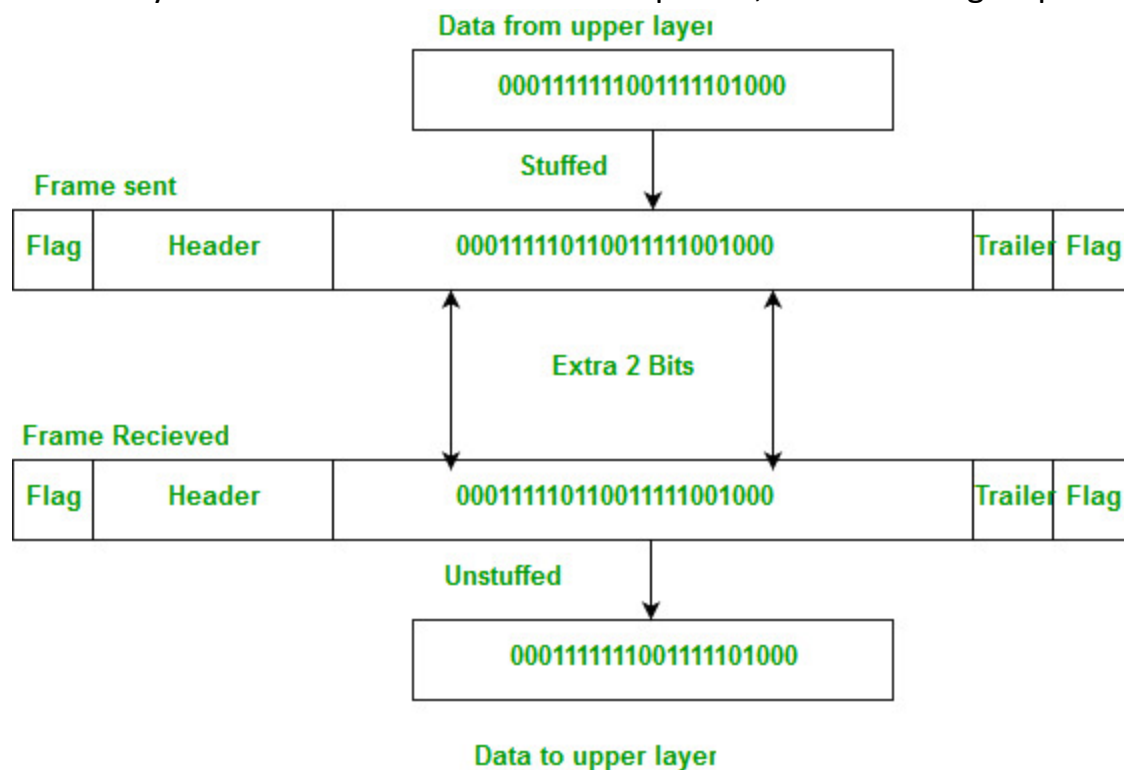 Data from upper layer
0001111111001111101000
Stuffed
Frame sent
Flag Header 000111110110011111001000 Trailer Flag
Extra 2 Bits
Frame Recieved
Flag Header 000111110110011111001000 Trailer Flag
Unstuffed
0001111111001111101000
Data to upper layer